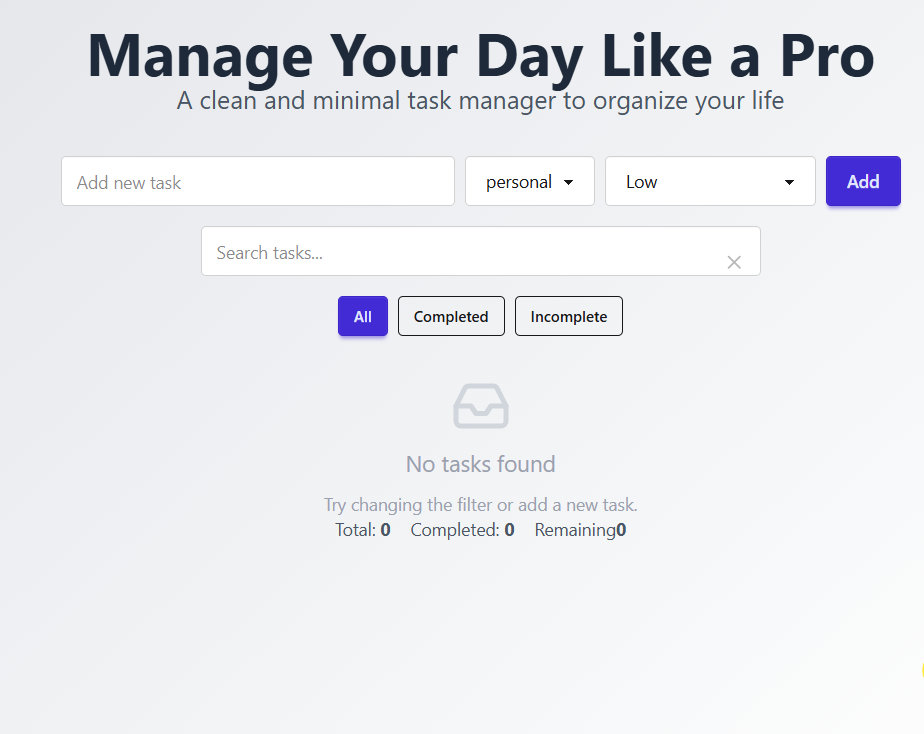 Manage Your Day Like a Pro
A clean and minimal task manager to organize your life
Add new task personal Low Add
Search tasks...
All Completed Incomplete
No tasks found
Try changing the filter or add a new task.
Total: 0 Completed: 0 Remaining0